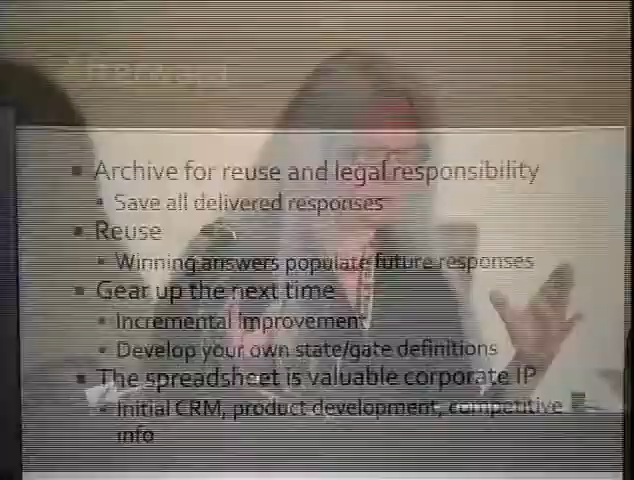 Afterward
Archive for reuse and legal responsibility
Save all delivered responses
Reuse
Winning answers populate future responses
Gear up the next time
Incremental improvement
Develop your own state/gate definitions
The spreadsheet is valuable corporate IP
Initial CRM, product development, competitive
info